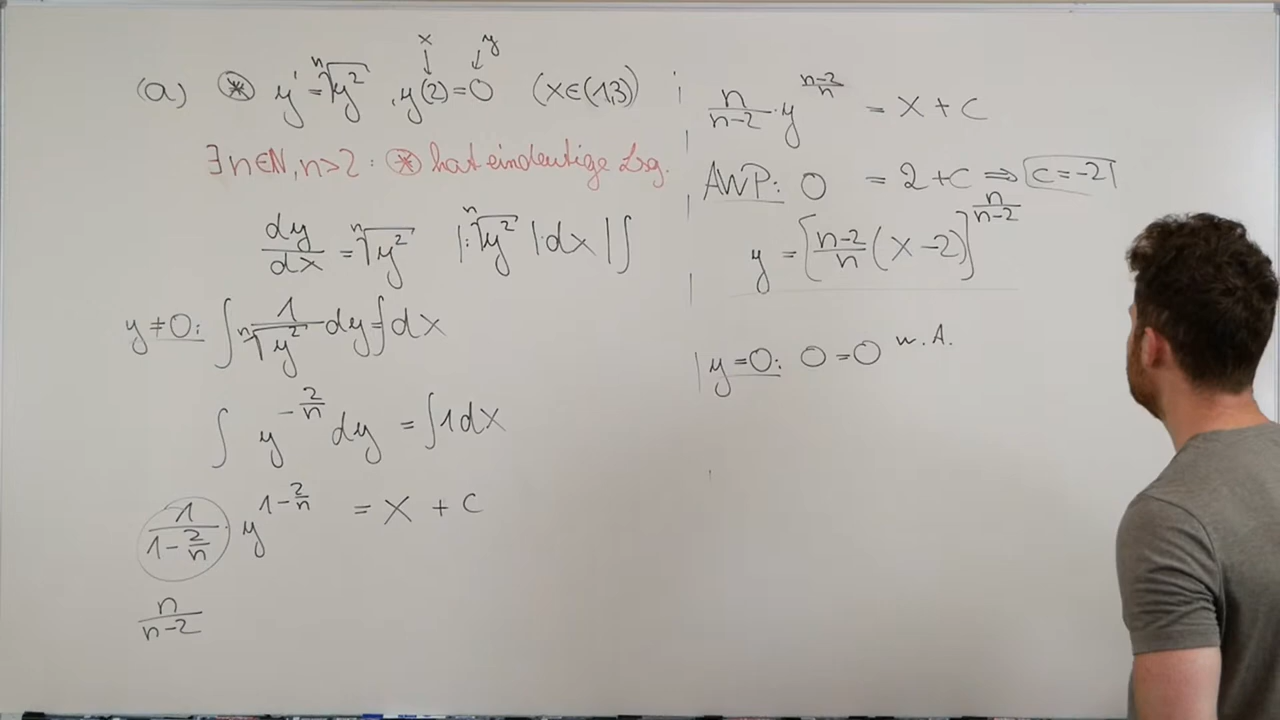 x y
(a) ⊛ y' = ⁿ√y² , y(2)=0 (x∈(1,3))
∃n∈ℕ, n>2 : ⊛ hat eindeutige Lsg.
dy/dx = ⁿ√y² |: ⁿ√y² |·dx |∫
y≠0: ∫ 1/ⁿ√y² dy = ∫ dx
∫ y^(-2/n) dy = ∫ 1 dx
1/(1-2/n) · y^(1-2/n) = x + c
n/(n-2)
n/(n-2) · y^((n-2)/n) = x + c
AWP: 0 = 2 + c ⇒ c = -2
y = [(n-2)/n (x-2)]^(n/(n-2))
y=0: 0=0 w.A.